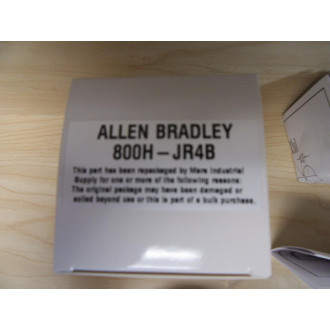 ALLEN BRADLEY
800H-JR4B
This part has been repackaged by Mara Industrial
Supply for one or more of the following reasons:
The original package may have been damaged or
soiled beyond use or this is part of a bulk purchase.